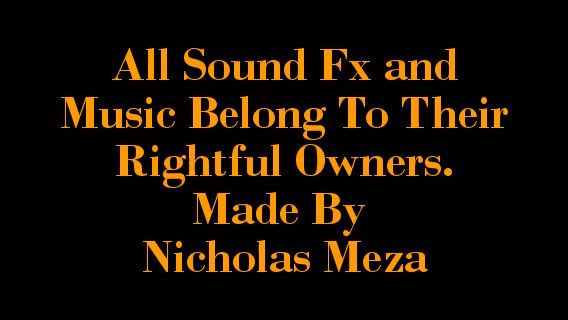 All Sound Fx and
Music Belong To Their
Rightful Owners.
Made By
Nicholas Meza